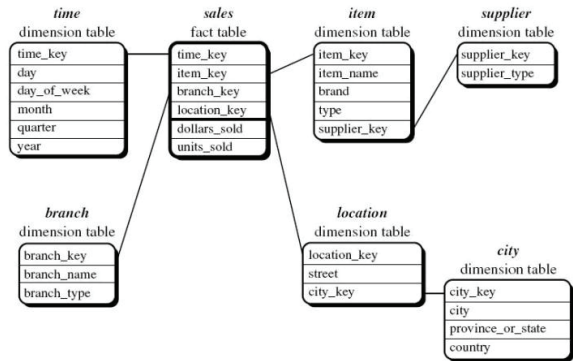 time
dimension table
time_key
day
day_of_week
month
quarter
year
sales
fact table
time_key
item_key
branch_key
location_key
dollars_sold
units_sold
item
dimension table
item_key
item_name
brand
type
supplier_key
supplier
dimension table
supplier_key
supplier_type
branch
dimension table
branch_key
branch_name
branch_type
location
dimension table
location_key
street
city_key
city
dimension table
city_key
city
province_or_state
country